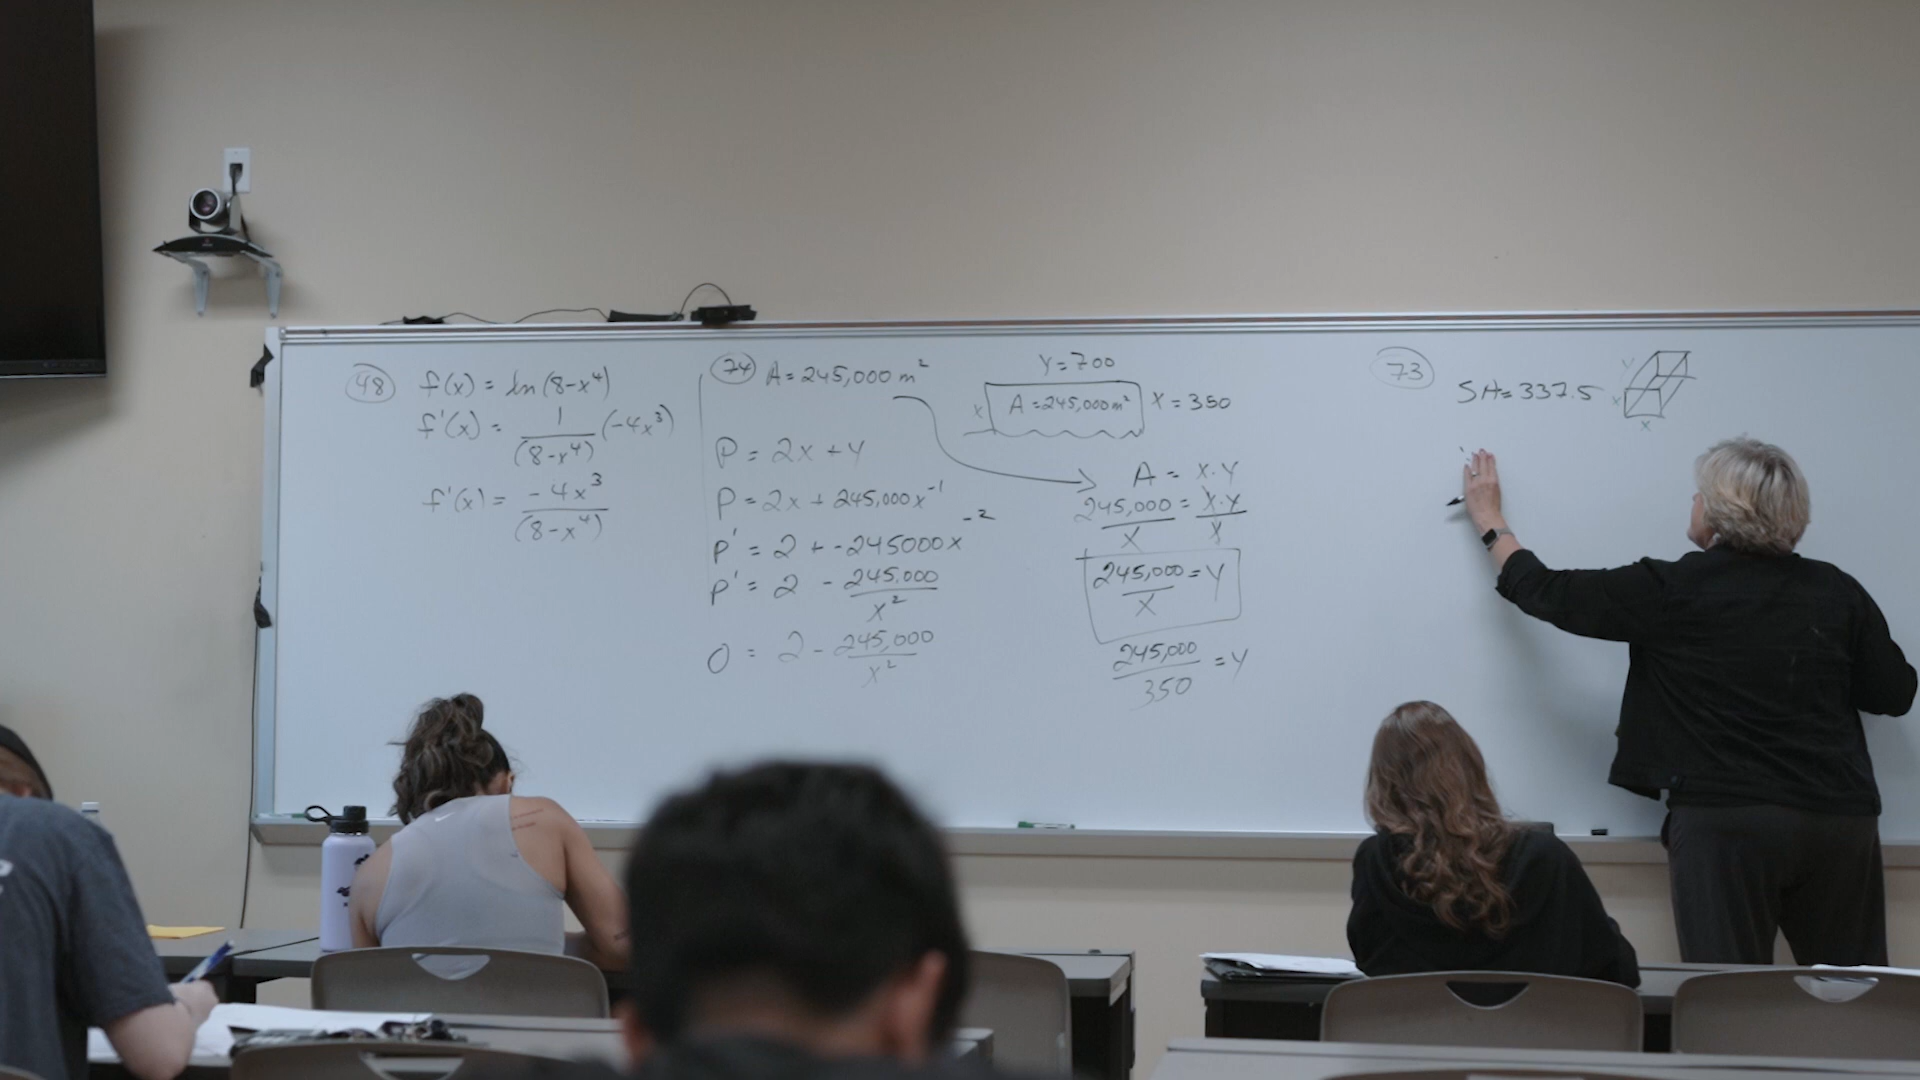 48
f(x) = ln(8-x⁴)
f'(x) = 1/(8-x⁴) (-4x³)
f'(x) = -4x³/(8-x⁴)
74 A = 245,000 m²
P = 2x + y
P = 2x + 245,000x⁻¹
P' = 2 + -245000x⁻²
P' = 2 - 245,000/x²
0 = 2 - 245,000/x²
Y = 700
x A = 245,000m² X = 350
A = x·y
245,000/x = x·y/x
245,000/x = y
245,000/350 = y
73
SA = 337.5
y
x
x